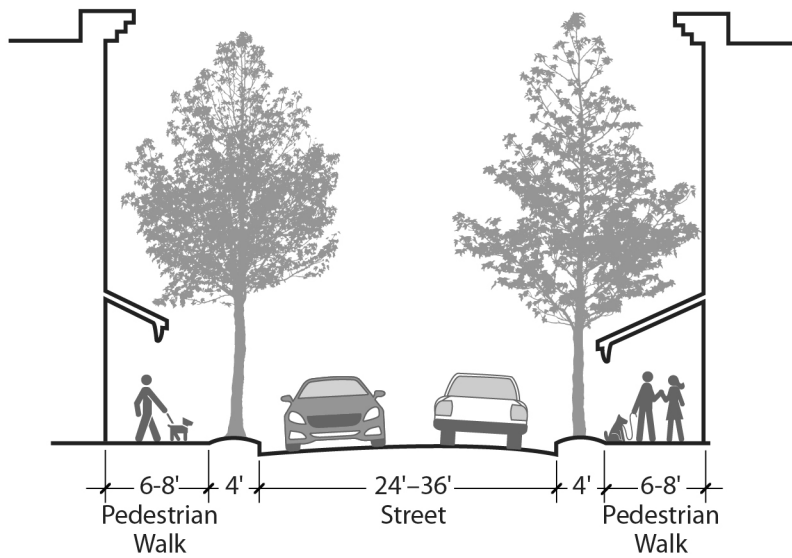 6-8' 4' 24'–36' 4' 6-8'
Pedestrian Street Pedestrian
Walk Walk